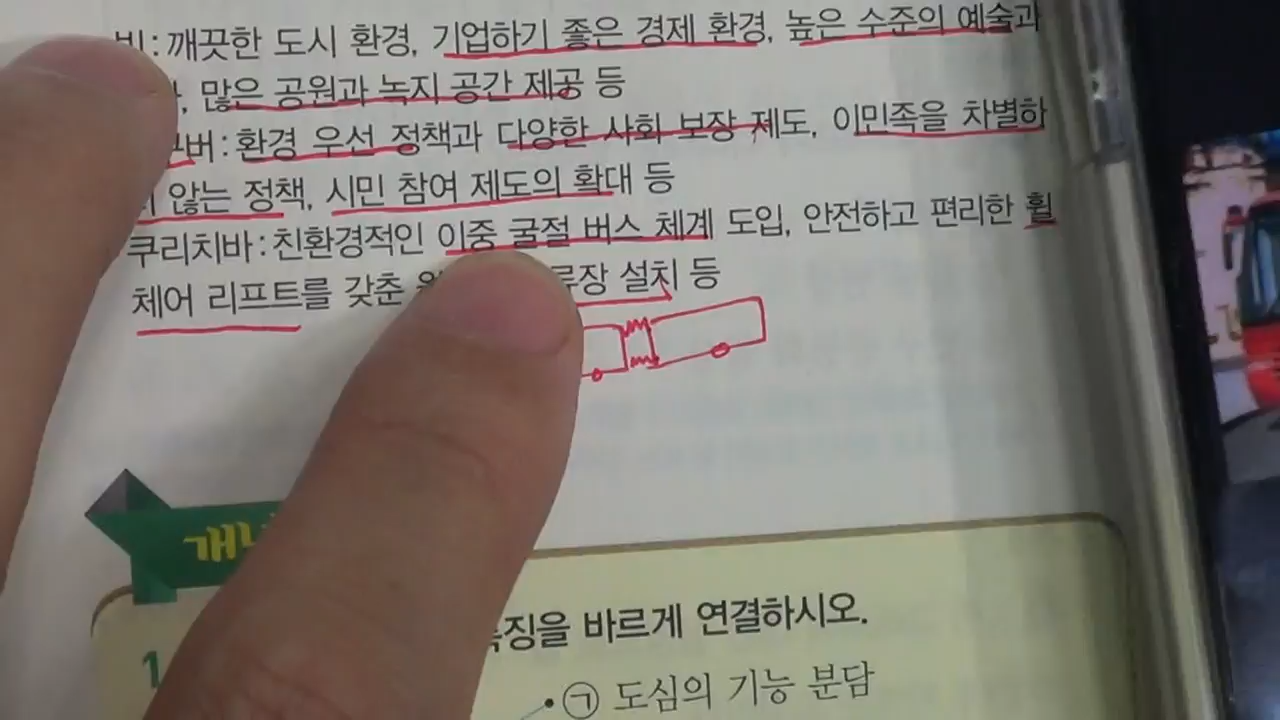 빈: 깨끗한 도시 환경, 기업하기 좋은 경제 환경, 높은 수준의 예술과
많은 공원과 녹지 공간 제공 등
버: 환경 우선 정책과 다양한 사회 보장 제도, 이민족을 차별하
않는 정책, 시민 참여 제도의 확대 등
쿠리치바: 친환경적인 이중 굴절 버스 체계 도입, 안전하고 편리한 휠
체어 리프트를 갖춘 류장 설치 등
개
징을 바르게 연결하시오.
1
㉠ 도심의 기능 분담